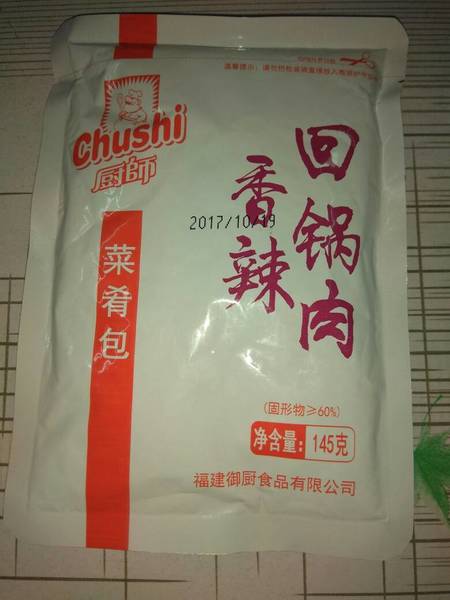 Chushi
厨師
回锅肉
香辣
2017/10/19
菜肴包
(固形物≥60%)
净含量: 145克
福建御厨食品有限公司